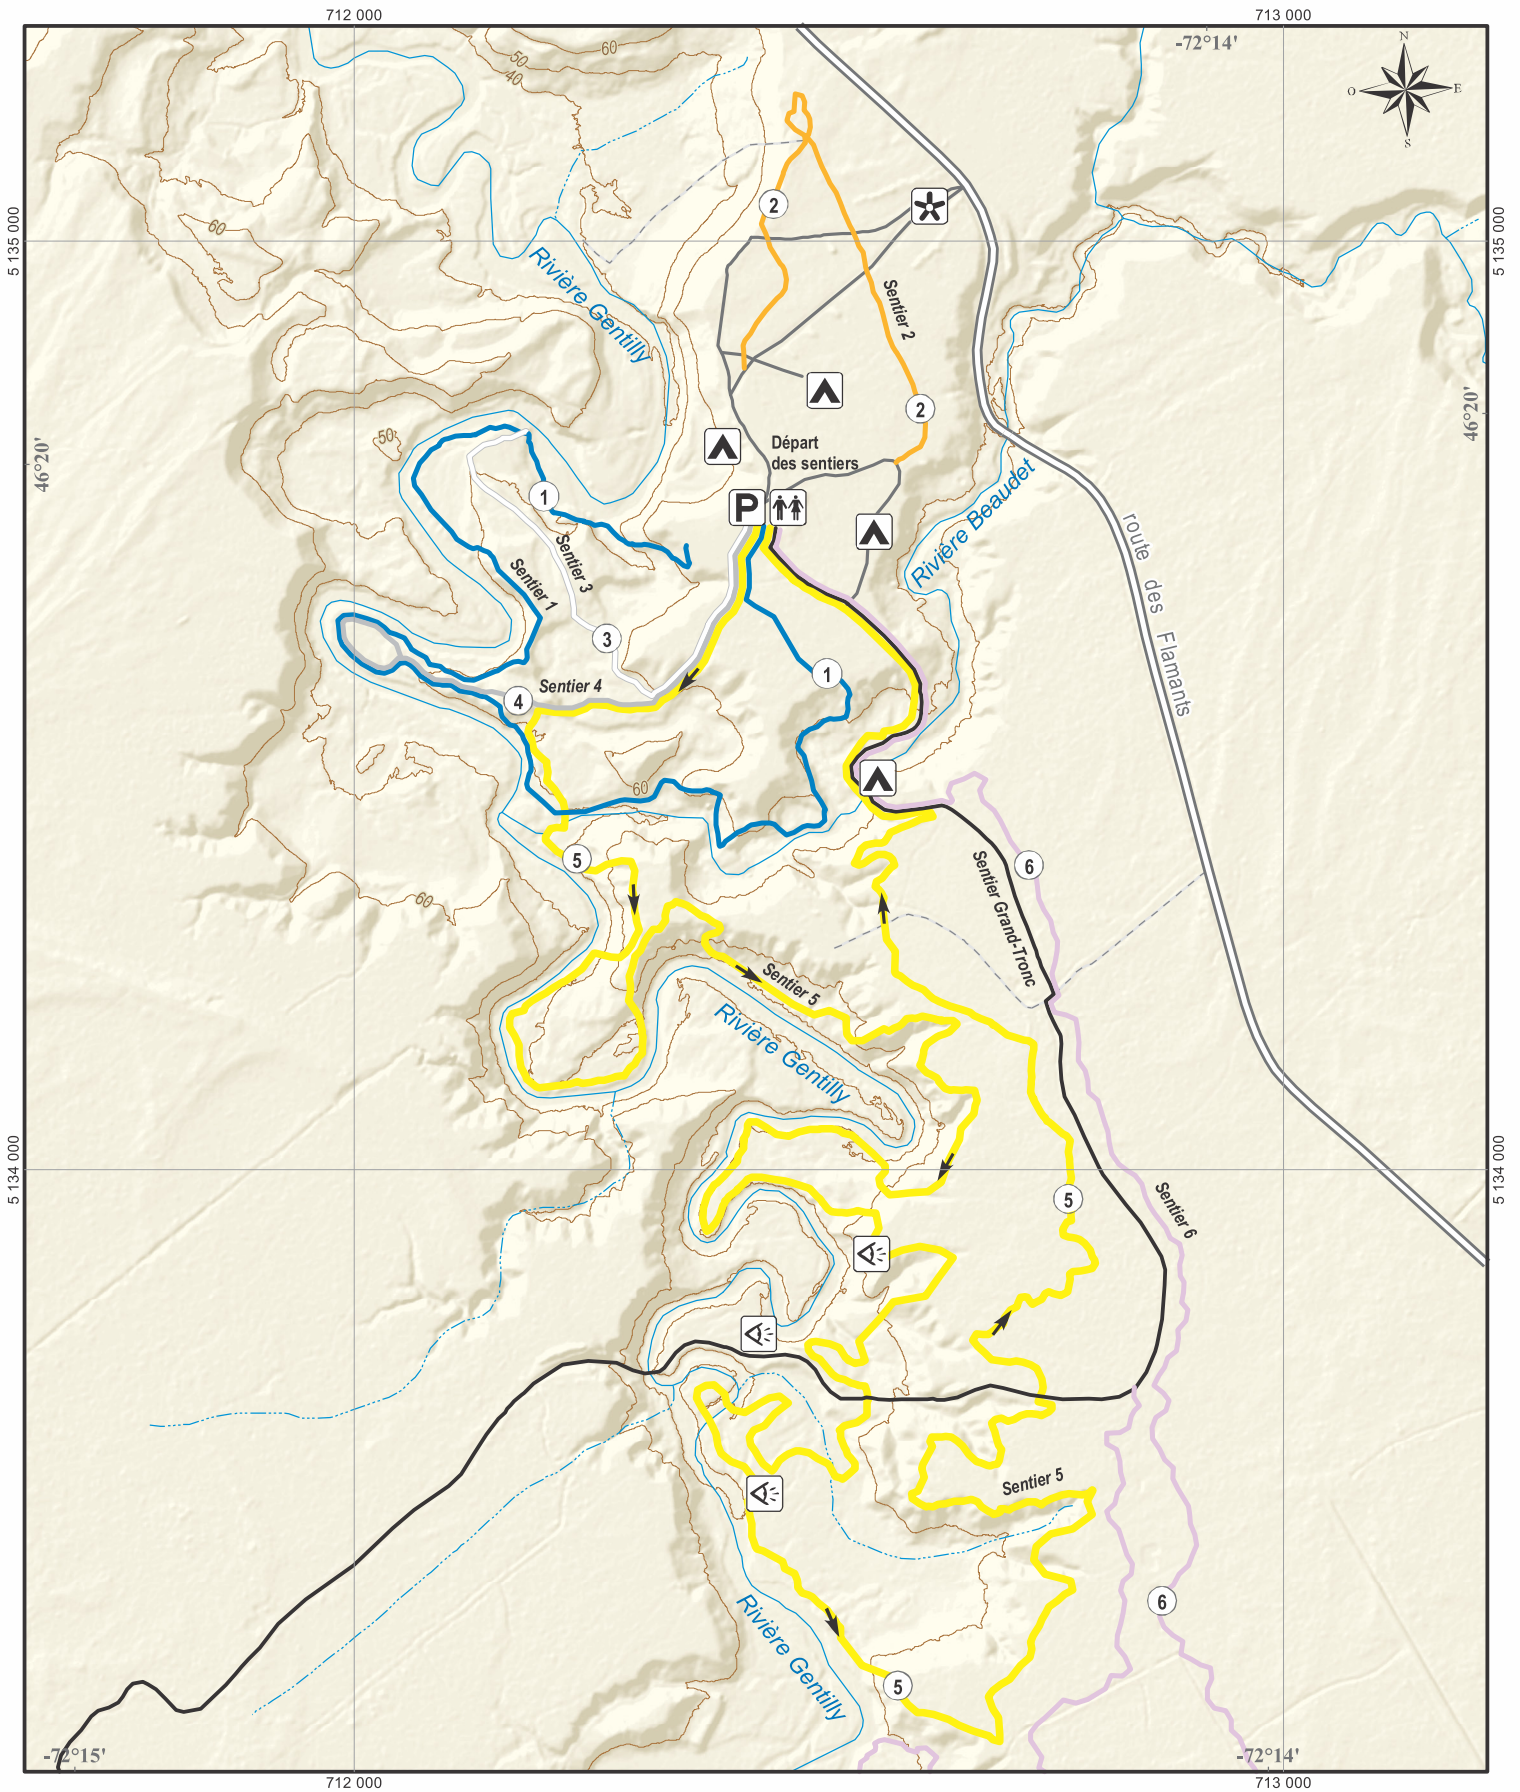 712 000
713 000
-72°14'
N
O
E
S
50
60
40
5 135 000
5 135 000
60
2
Rivière Gentilly
Sentier 2
2
50
46°20'
46°20'
Départ
des sentiers
P
1
Rivière Beaudet
route des Flamants
Sentier 3
Sentier 1
3
1
Sentier 4
4
60
5
6
60
Sentier Grand-Tronc
Sentier 5
Rivière Gentilly
5 134 000
5 134 000
5
Sentier 6
Sentier 5
6
Rivière Gentilly
5
-72°15'
-72°14'
712 000
713 000